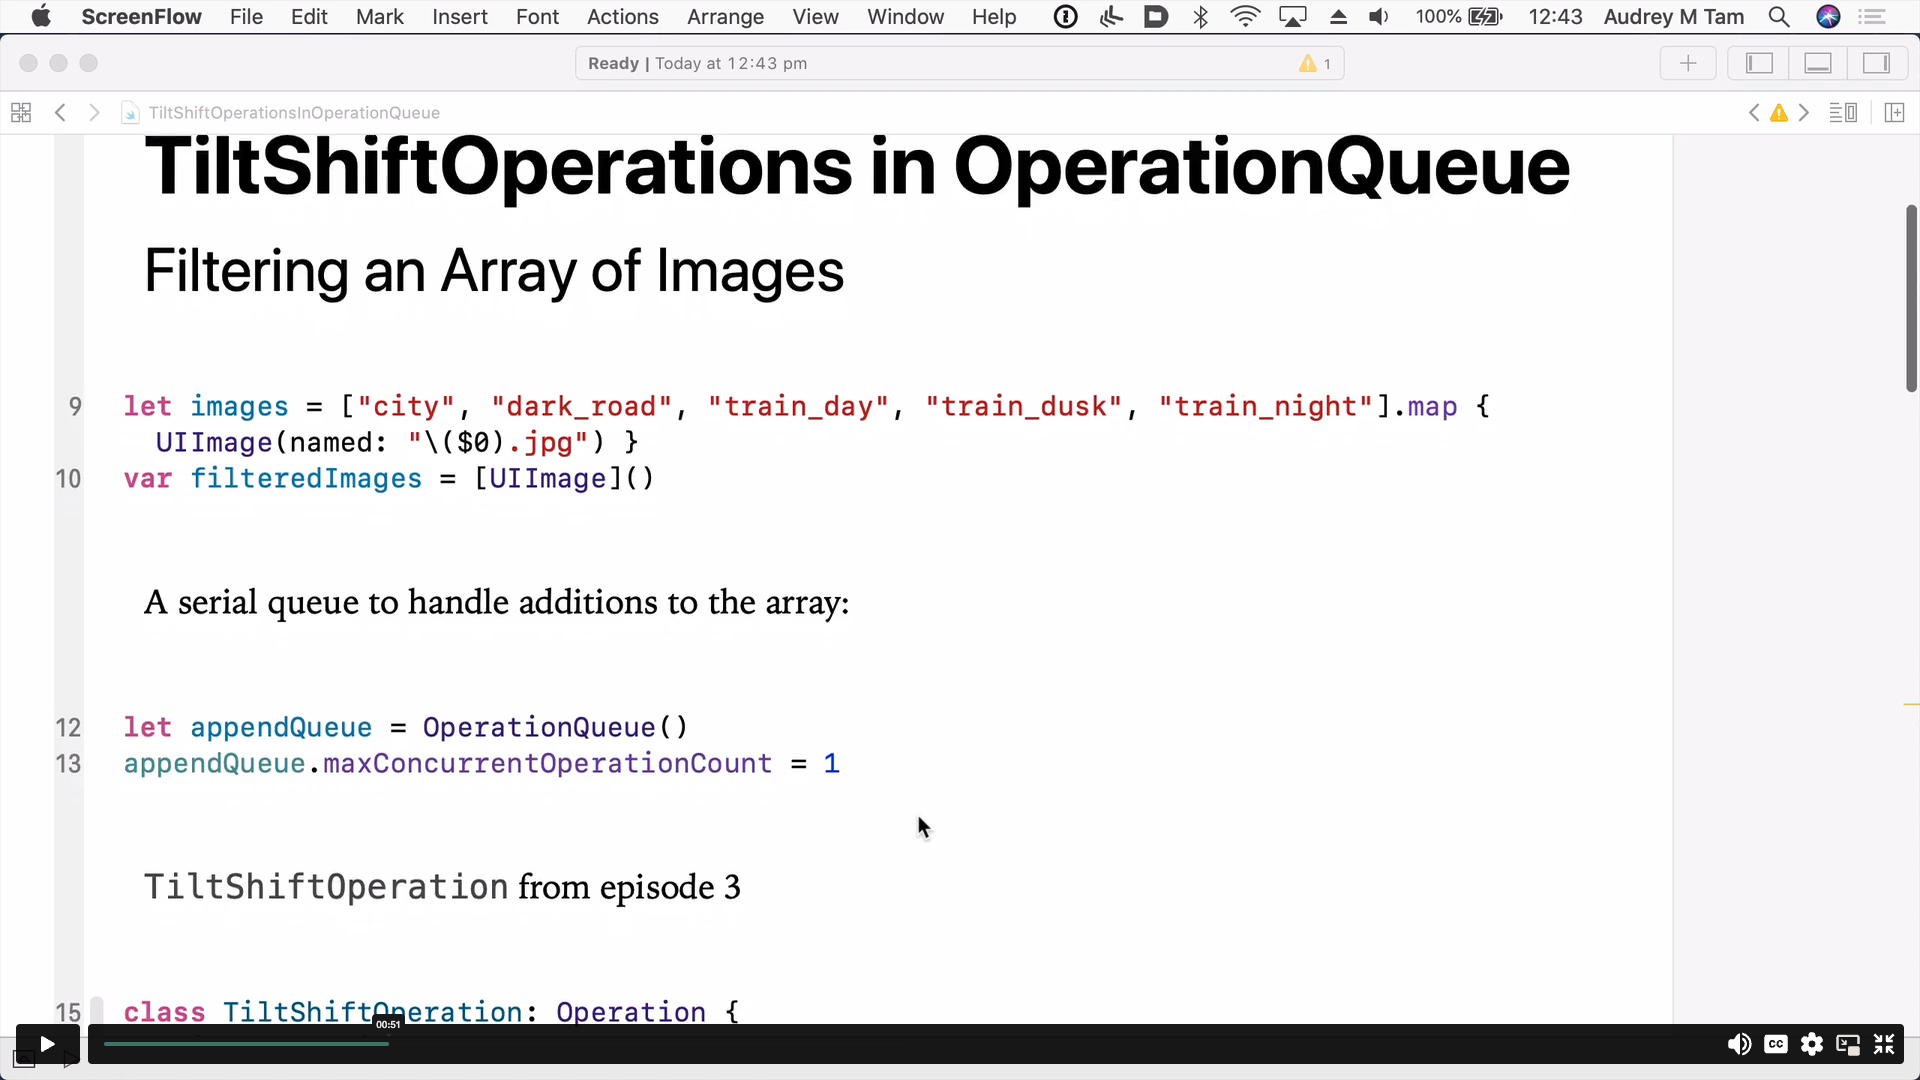 ScreenFlow File Edit Mark Insert Font Actions Arrange View Window Help 100% 12:43 Audrey M Tam
Ready | Today at 12:43 pm 1
TiltShiftOperationsInOperationQueue
TiltShiftOperations in OperationQueue
Filtering an Array of Images
9 let images = ["city", "dark_road", "train_day", "train_dusk", "train_night"].map {
UIImage(named: "\($0).jpg") }
10 var filteredImages = [UIImage]()
A serial queue to handle additions to the array:
12 let appendQueue = OperationQueue()
13 appendQueue.maxConcurrentOperationCount = 1
TiltShiftOperation from episode 3
15 class TiltShiftOperation: Operation {
00:51
CC